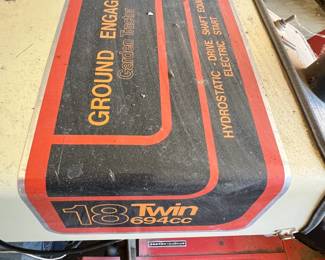 GROUND ENGAG
Garden Tractor
HYDROSTATIC - DRIVE SHAFT
ELECTRIC START
18 Twin
694cc